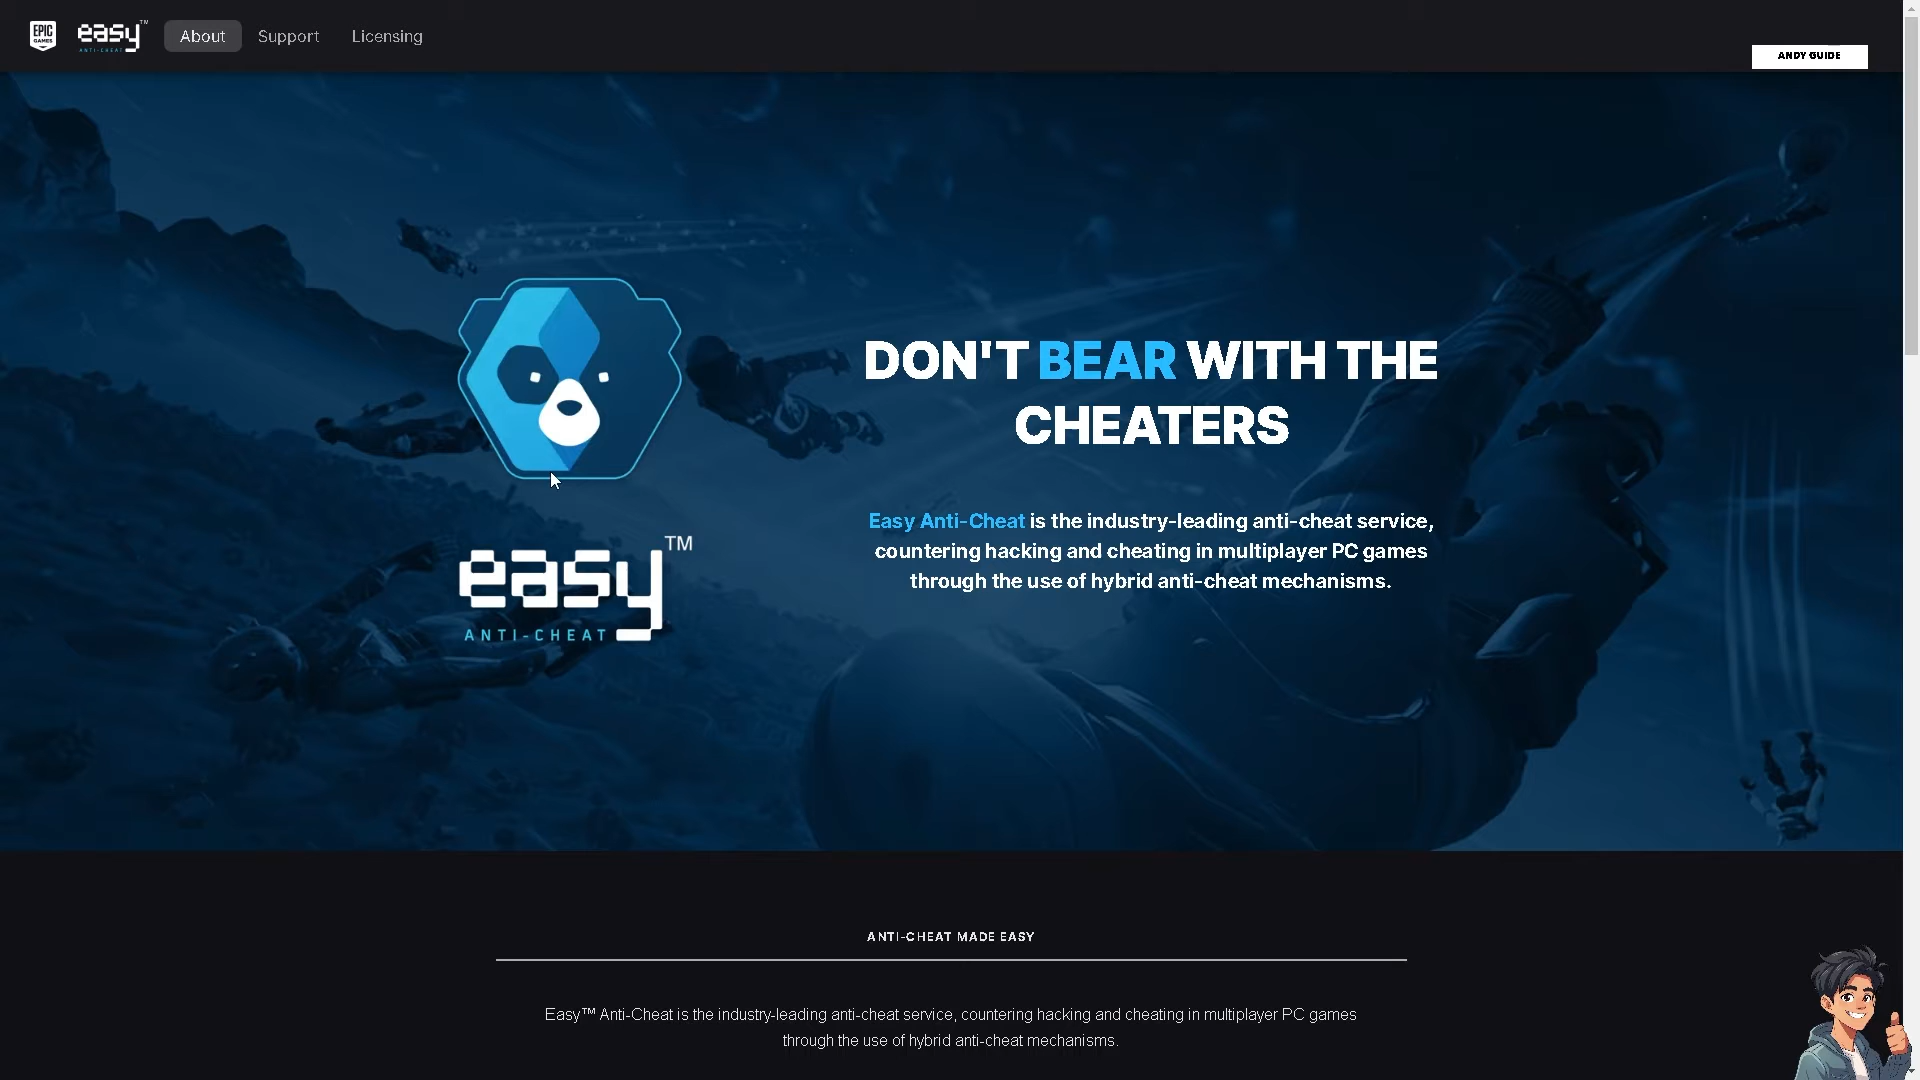 EPIC
GAMES
easy™
ANTI-CHEAT
About
Support
Licensing
ANDY GUIDE
DON'T BEAR WITH THE
CHEATERS
Easy Anti-Cheat is the industry-leading anti-cheat service,
countering hacking and cheating in multiplayer PC games
through the use of hybrid anti-cheat mechanisms.
easy™
ANTI-CHEAT
ANTI-CHEAT MADE EASY
Easy™ Anti-Cheat is the industry-leading anti-cheat service, countering hacking and cheating in multiplayer PC games
through the use of hybrid anti-cheat mechanisms.